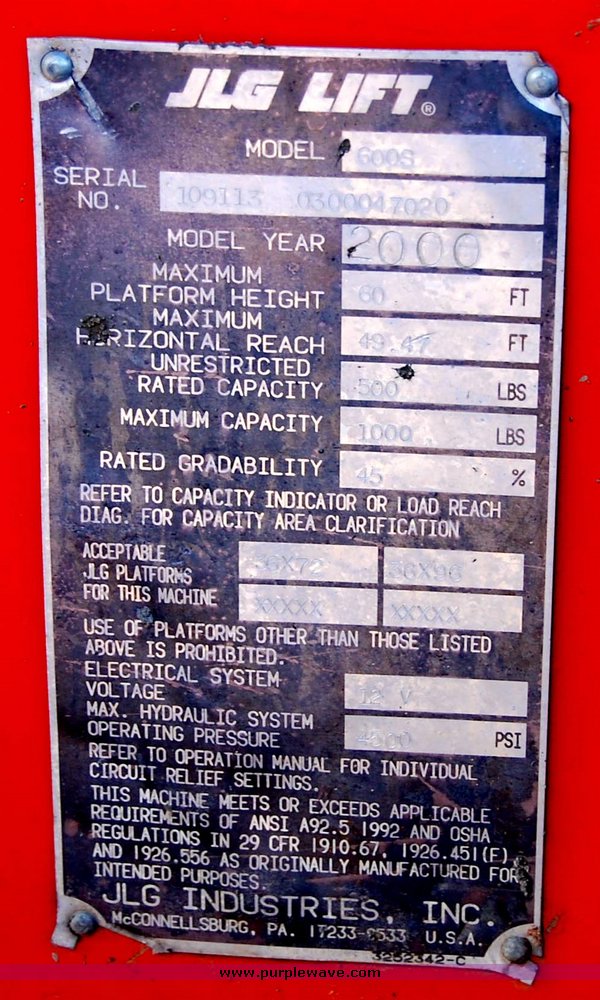 JLG LIFT®
MODEL 600S
SERIAL NO. 109113 0300047020
MODEL YEAR 2000
MAXIMUM
PLATFORM HEIGHT 60 FT
MAXIMUM
HORIZONTAL REACH 49.47 FT
UNRESTRICTED
RATED CAPACITY 500 LBS
MAXIMUM CAPACITY 1000 LBS
RATED GRADABILITY 45 %
REFER TO CAPACITY INDICATOR OR LOAD REACH
DIAG. FOR CAPACITY AREA CLARIFICATION
ACCEPTABLE 36X72 36X96
JLG PLATFORMS
FOR THIS MACHINE XXXXX XXXXX
USE OF PLATFORMS OTHER THAN THOSE LISTED
ABOVE IS PROHIBITED.
ELECTRICAL SYSTEM
VOLTAGE 12 V
MAX. HYDRAULIC SYSTEM
OPERATING PRESSURE PSI
REFER TO OPERATION MANUAL FOR INDIVIDUAL
CIRCUIT RELIEF SETTINGS.
THIS MACHINE MEETS OR EXCEEDS APPLICABLE
REQUIREMENTS OF ANSI A92.5 1992 AND OSHA
REGULATIONS IN 29 CFR 1910.67, 1926.451(F),
AND 1926.556 AS ORIGINALLY MANUFACTURED FOR
INTENDED PURPOSES.
JLG INDUSTRIES, INC.
McCONNELLSBURG, PA. 17233-0533 U.S.A.
3252342-C
www.purplewave.com